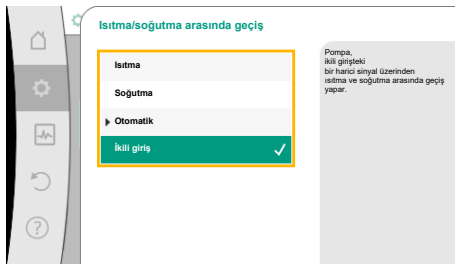 Isıtma/soğutma arasında geçiş
Isıtma
Soğutma
Otomatik
İkili giriş
Pompa,
ikili girişteki
bir harici sinyal üzerinden
ısıtma ve soğutma arasında geçiş
yapar.